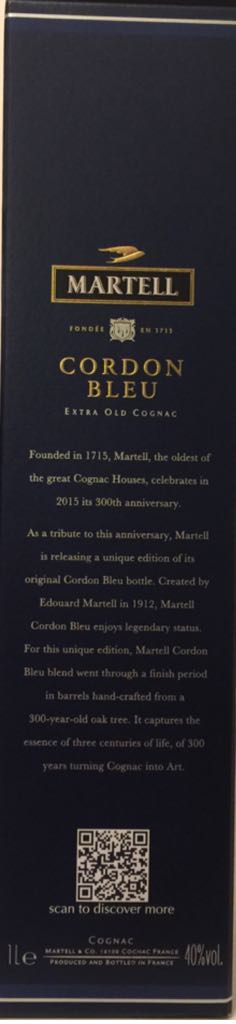 MARTELL
FONDÉE EN 1715
CORDON
BLEU
EXTRA OLD COGNAC
Founded in 1715, Martell, the oldest of
the great Cognac Houses, celebrates in
2015 its 300th anniversary.
As a tribute to this anniversary, Martell
is releasing a unique edition of its
original Cordon Bleu bottle. Created by
Edouard Martell in 1912, Martell
Cordon Bleu enjoys legendary status.
For this unique edition, Martell Cordon
Bleu blend went through a finish period
in barrels hand-crafted from a
300-year-old oak tree. It captures the
essence of three centuries of life, of 300
years turning Cognac into Art.
scan to discover more
COGNAC
1Le MARTELL & CO. 16100 COGNAC FRANCE 40%vol.
PRODUCED AND BOTTLED IN FRANCE